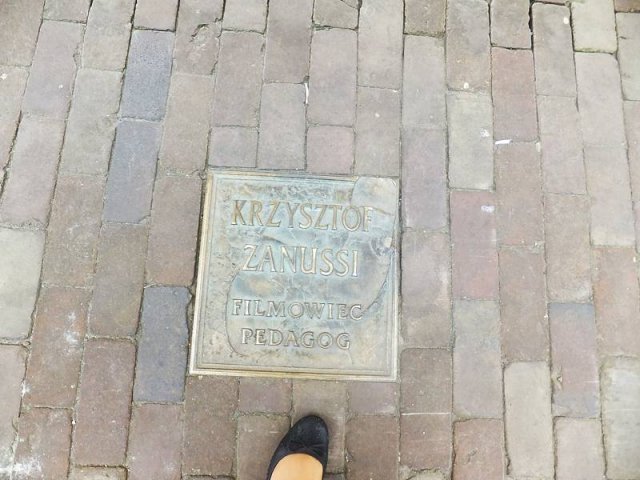 KRZYSZTOF
ZANUSSI
FILMOWIEC
PEDAGOG